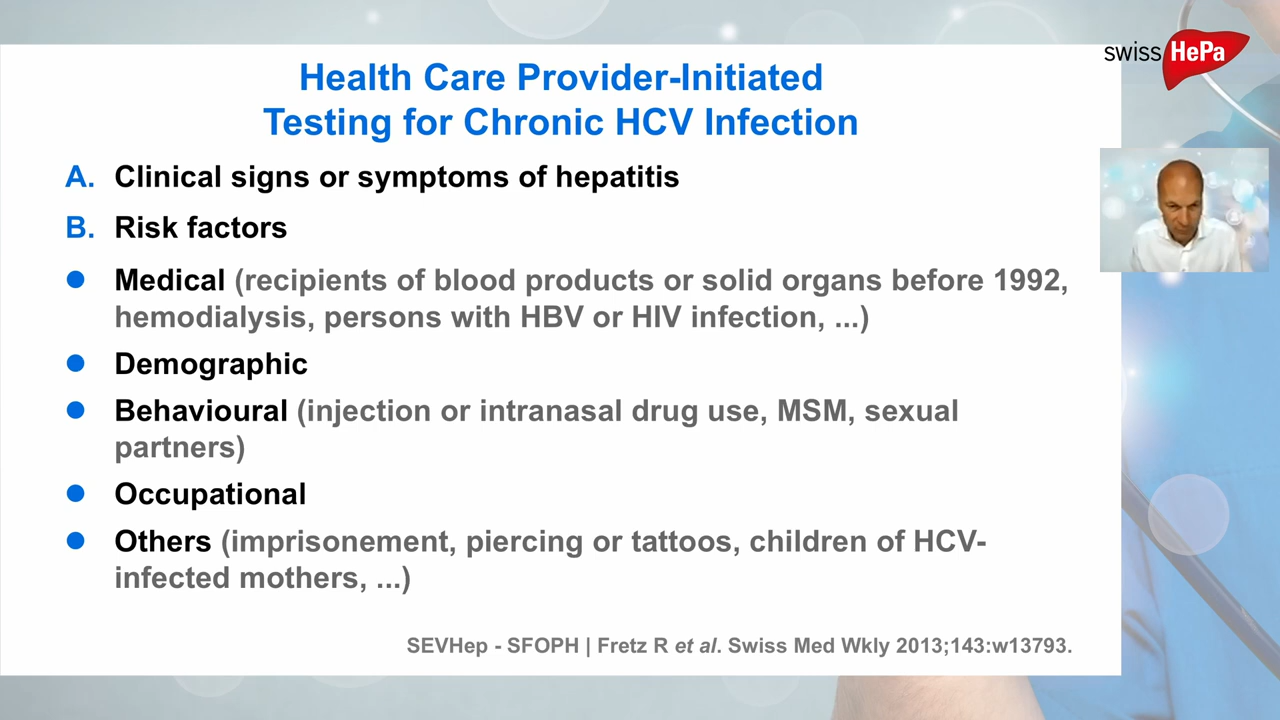 swiss HePa
Health Care Provider-Initiated
Testing for Chronic HCV Infection
A. Clinical signs or symptoms of hepatitis
B. Risk factors
● Medical (recipients of blood products or solid organs before 1992,
hemodialysis, persons with HBV or HIV infection, ...)
● Demographic
● Behavioural (injection or intranasal drug use, MSM, sexual
partners)
● Occupational
● Others (imprisonement, piercing or tattoos, children of HCV-
infected mothers, ...)
SEVHep - SFOPH | Fretz R et al. Swiss Med Wkly 2013;143:w13793.